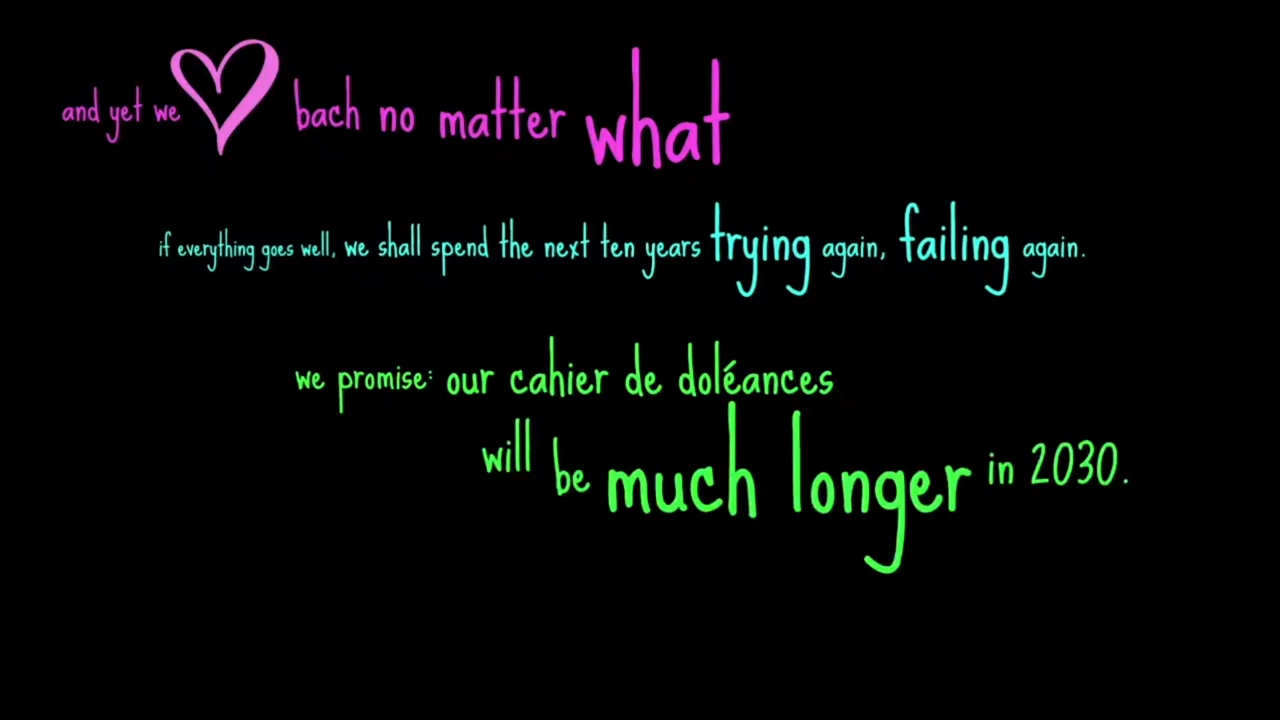 and yet we ♥ bach no matter what
if everything goes well, we shall spend the next ten years trying again, failing again.
we promise: our cahier de doléances
will be much longer in 2030.